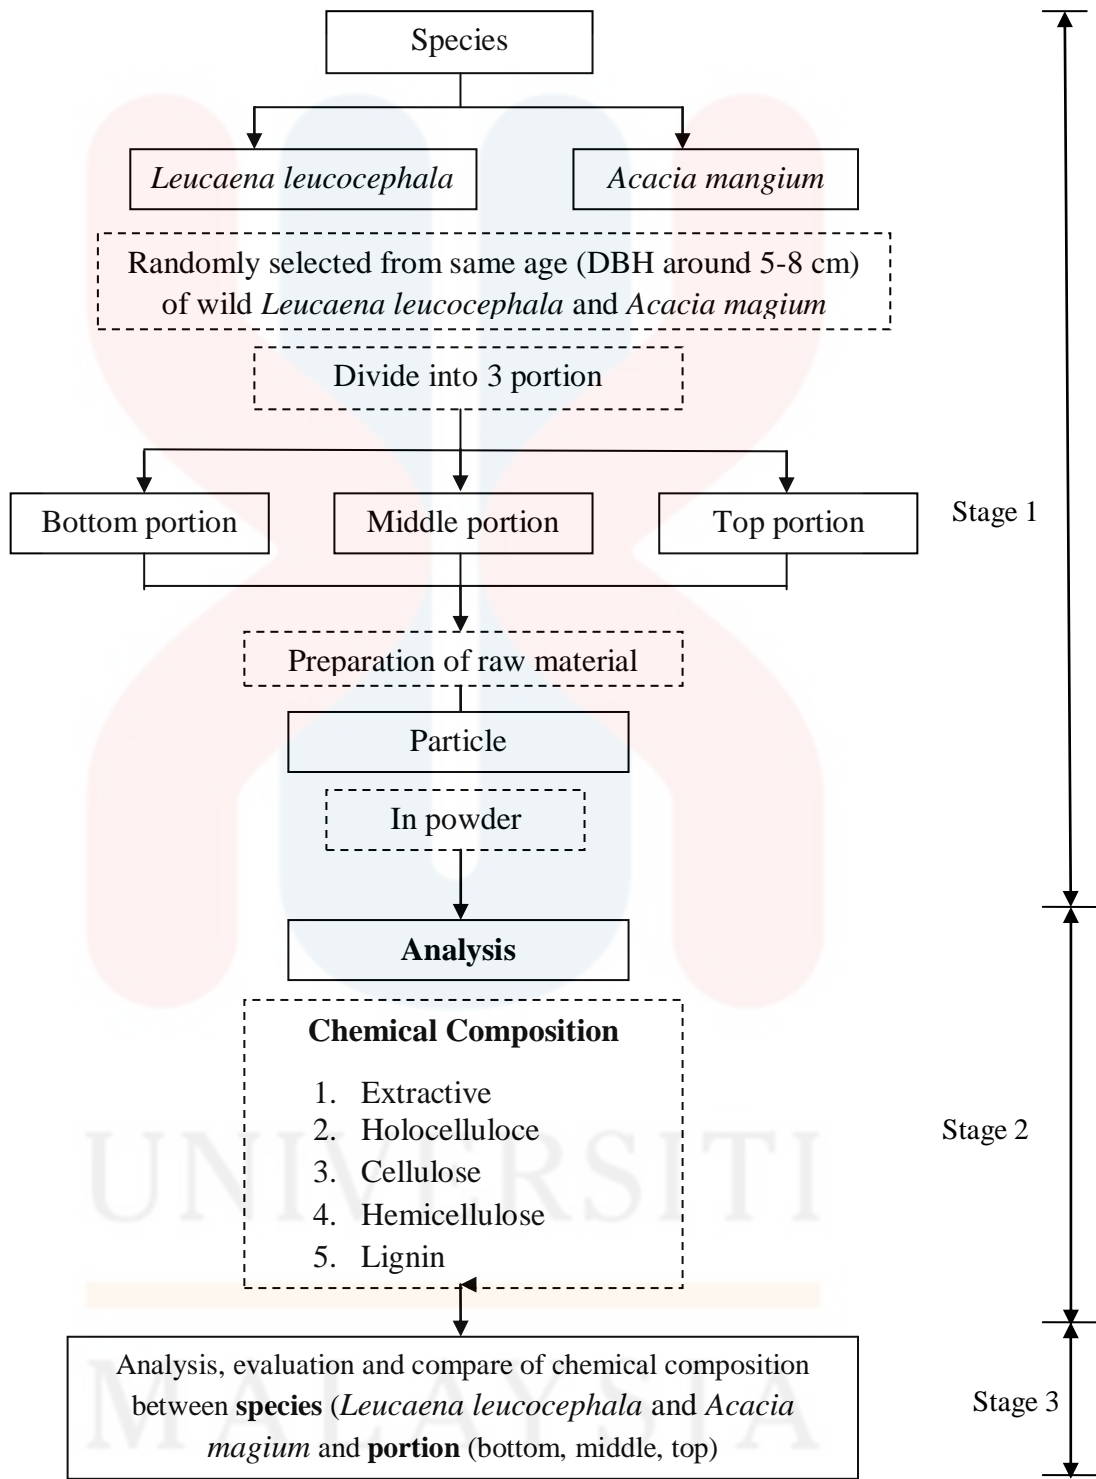 Species
Leucaena leucocephala
Acacia mangium
Randomly selected from same age (DBH around 5-8 cm)
of wild Leucaena leucocephala and Acacia magium
Divide into 3 portion
Bottom portion
Middle portion
Top portion
Stage 1
Preparation of raw material
Particle
In powder
Analysis
Chemical Composition
1. Extractive
2. Holocelluloce
3. Cellulose
4. Hemicellulose
5. Lignin
Stage 2
UNIVERSITI
Analysis, evaluation and compare of chemical composition
between species (Leucaena leucocephala and Acacia
magium and portion (bottom, middle, top)
Stage 3
MALAYSIA